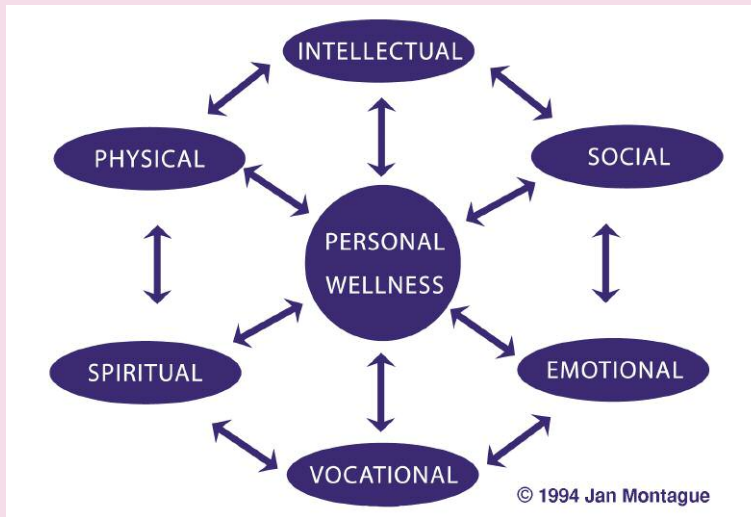 INTELLECTUAL
PHYSICAL
SOCIAL
PERSONAL
WELLNESS
SPIRITUAL
EMOTIONAL
VOCATIONAL
© 1994 Jan Montague